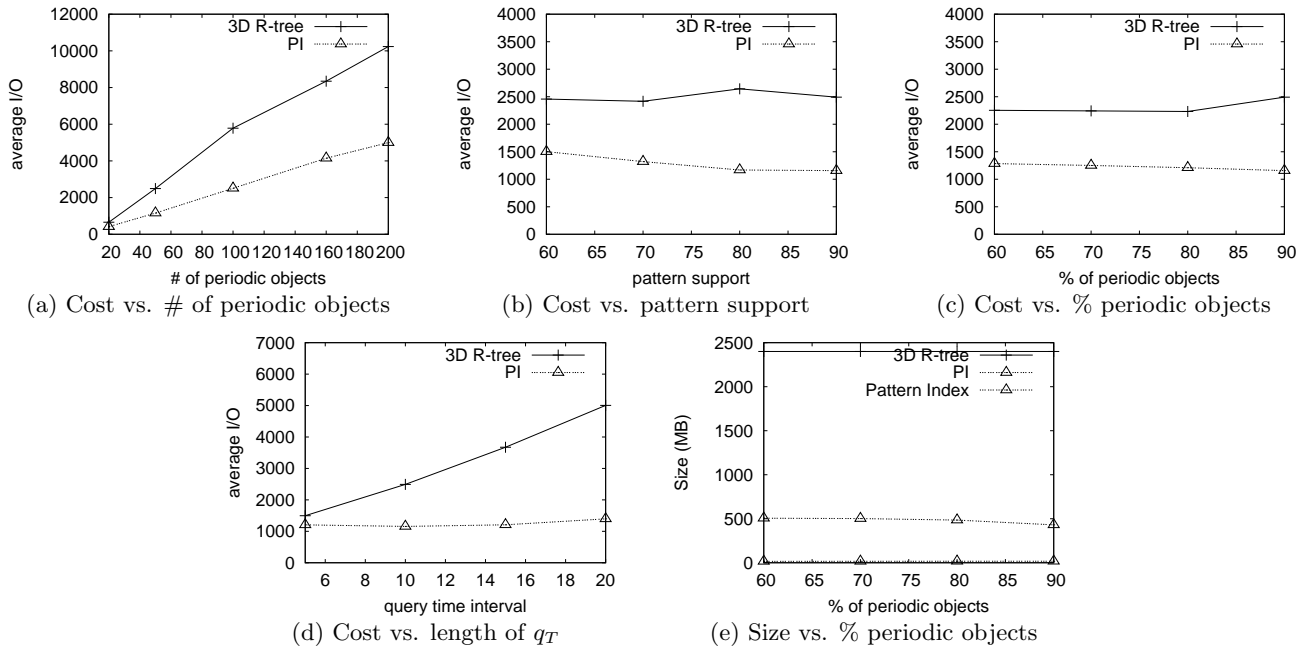 12000
10000
8000
6000
4000
2000
0
average I/O
3D R-tree
PI
20 40 60 80 100 120 140 160 180 200
# of periodic objects
(a) Cost vs. # of periodic objects
4000
3500
3000
2500
2000
1500
1000
500
0
average I/O
3D R-tree
PI
60 70 80 90
pattern support
(b) Cost vs. pattern support
4000
3500
3000
2500
2000
1500
1000
500
0
average I/O
3D R-tree
PI
60 65 70 75 80 85 90
% of periodic objects
(c) Cost vs. % periodic objects
7000
6000
5000
4000
3000
2000
1000
0
average I/O
3D R-tree
PI
6 8 10 12 14 16 18 20
query time interval
(d) Cost vs. length of qT
2500
2000
1500
1000
500
0
Size (MB)
3D R-tree
PI
Pattern Index
60 65 70 75 80 85 90
% of periodic objects
(e) Size vs. % periodic objects